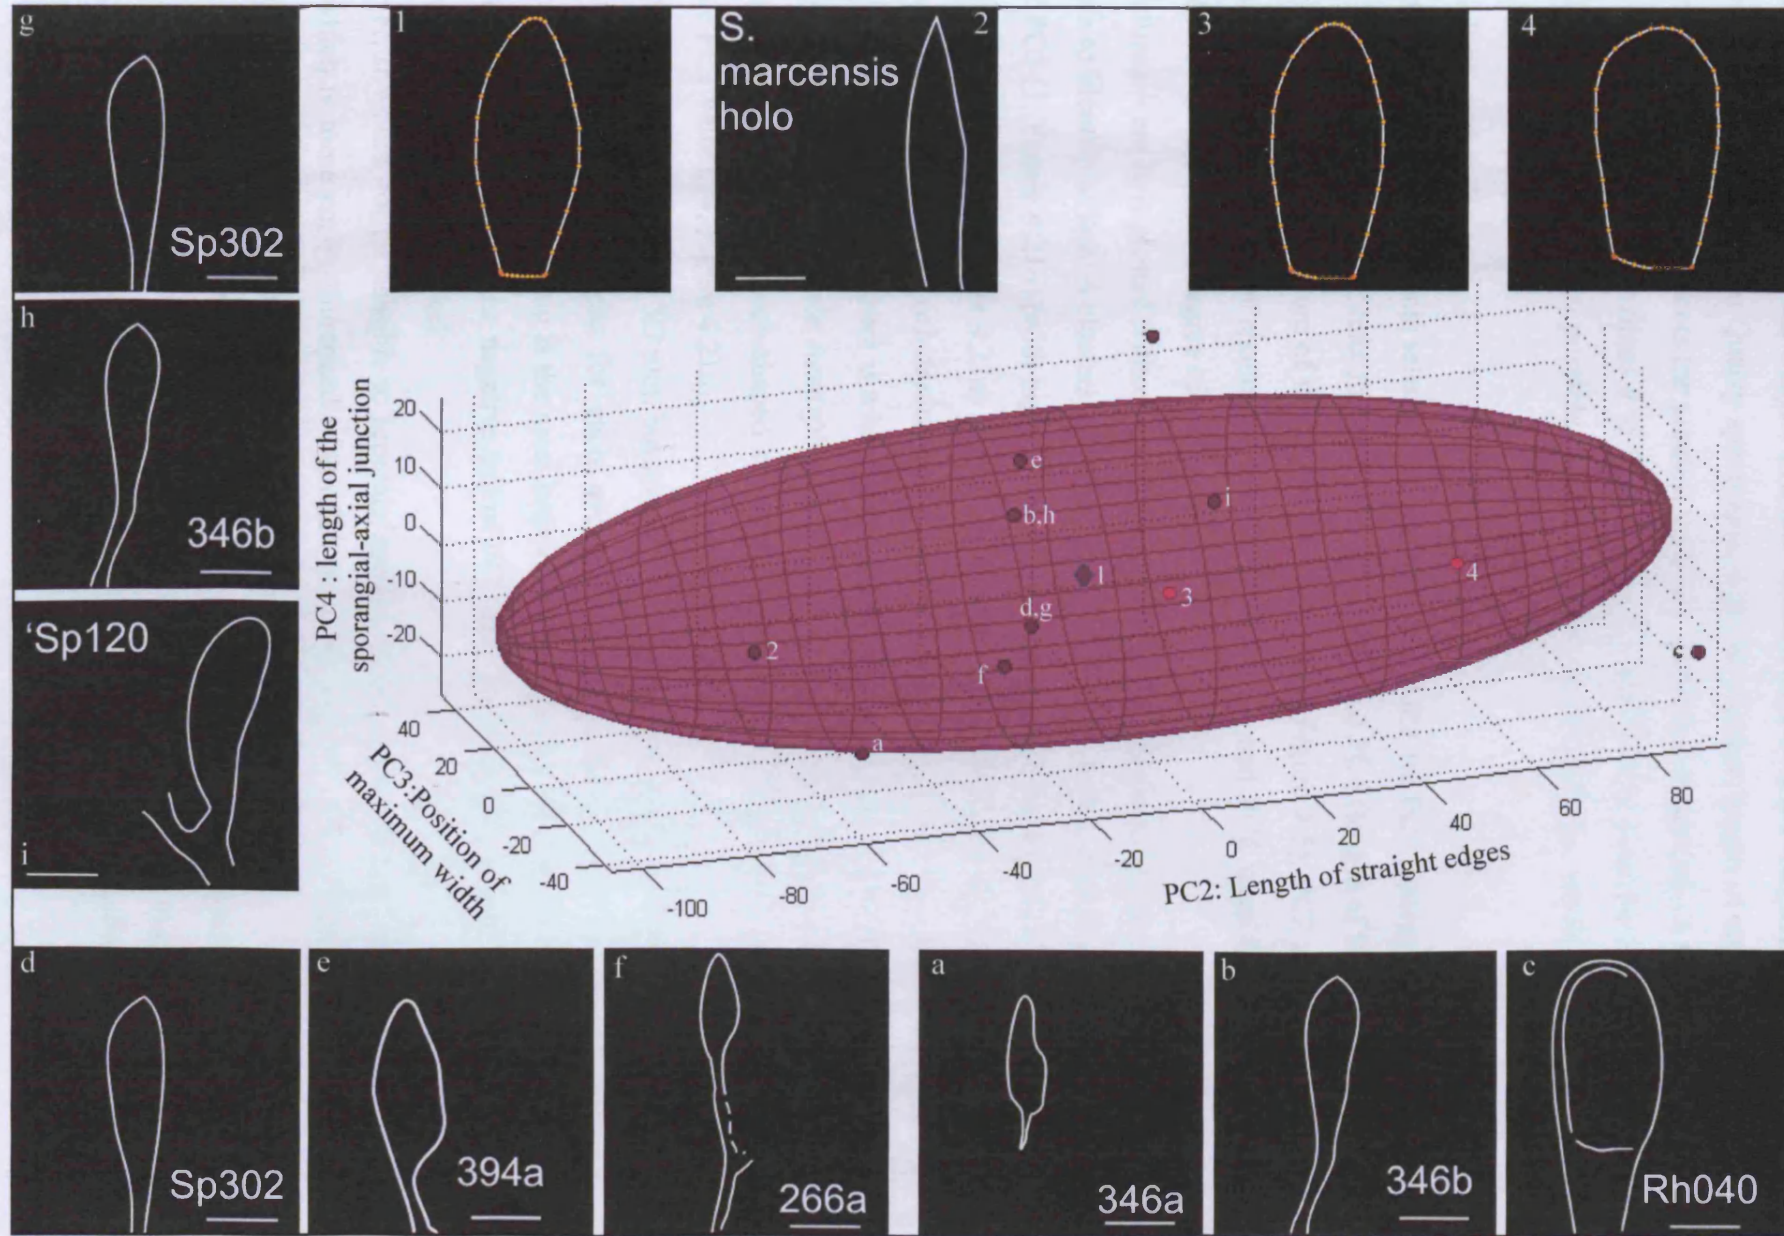 g
Sp302
1
S.
marcensis
holo
2
3
4
h
346b
'Sp120
i
PC4 : length of the
sporangial-axial junction
20
10
0
-10
-20
40
20
0
-20
-40
PC3:Position of
maximum width
-100
-80
-60
-40
-20
0
20
40
60
80
PC2: Length of straight edges
e
b,h
i
1
3
4
d,g
2
f
c
a
d
Sp302
e
394a
f
266a
a
346a
b
346b
c
Rh040